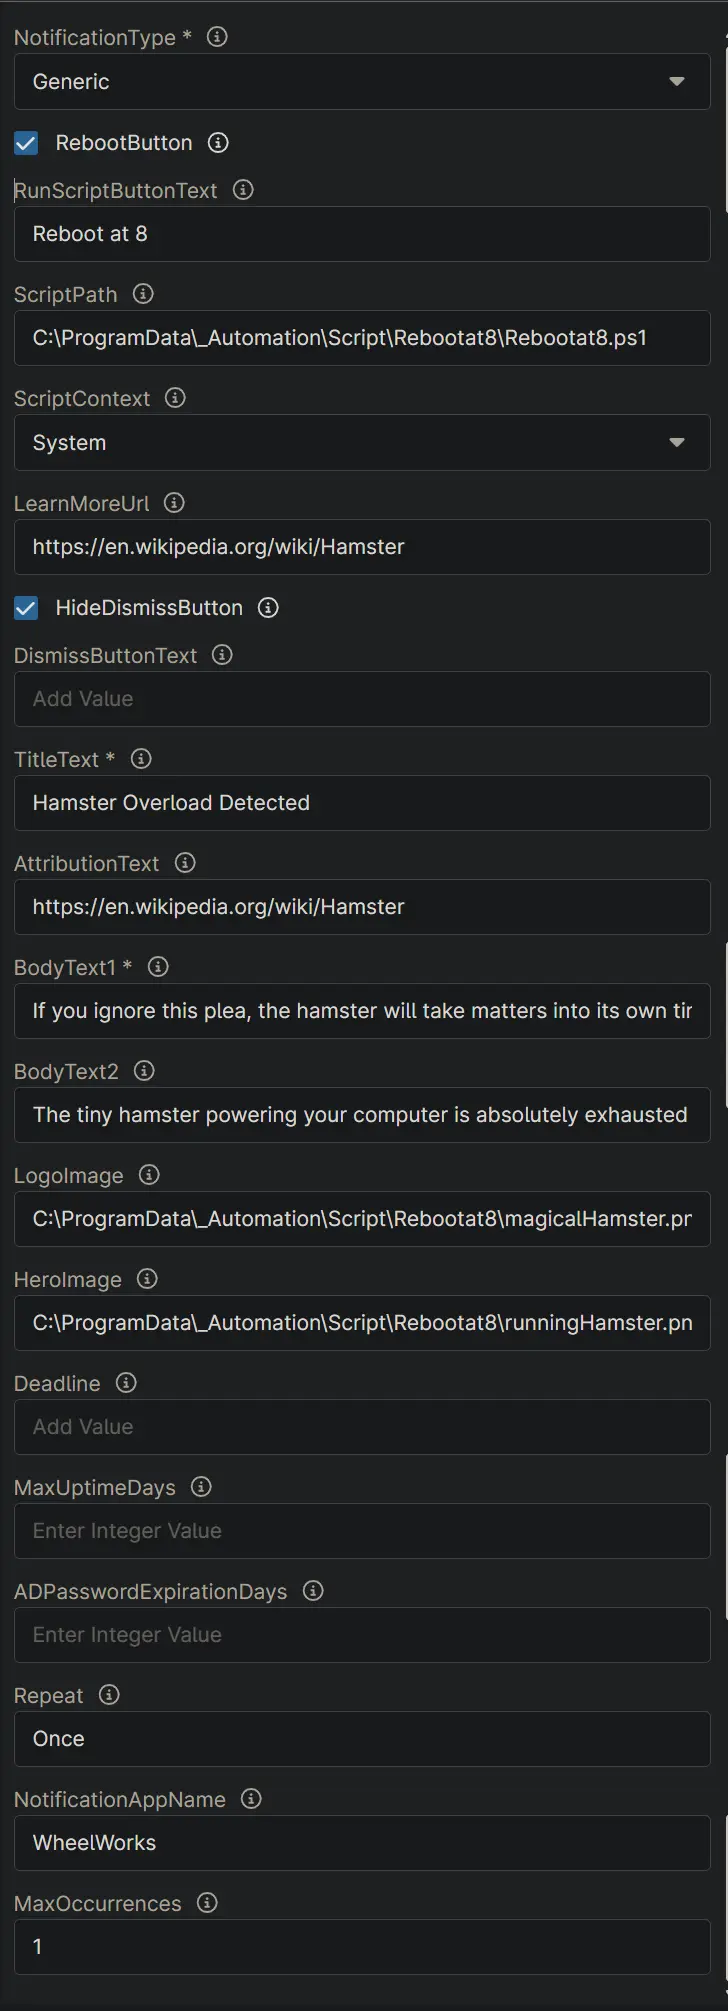 NotificationType *
Generic
RebootButton
RunScriptButtonText
Reboot at 8
ScriptPath
C:\ProgramData\_Automation\Script\Rebootat8\Rebootat8.ps1
ScriptContext
System
LearnMoreUrl
https://en.wikipedia.org/wiki/Hamster
HideDismissButton
DismissButtonText
Add Value
TitleText *
Hamster Overload Detected
AttributionText
https://en.wikipedia.org/wiki/Hamster
BodyText1 *
If you ignore this plea, the hamster will take matters into its own
BodyText2
The tiny hamster powering your computer is absolutely exhausted
LogoImage
C:\ProgramData\_Automation\Script\Rebootat8\magicalHamster.pn
HeroImage
C:\ProgramData\_Automation\Script\Rebootat8\runningHamster.pn
Deadline
Add Value
MaxUptimeDays
Enter Integer Value
ADPasswordExpirationDays
Enter Integer Value
Repeat
Once
NotificationAppName
WheelWorks
MaxOccurrences
1